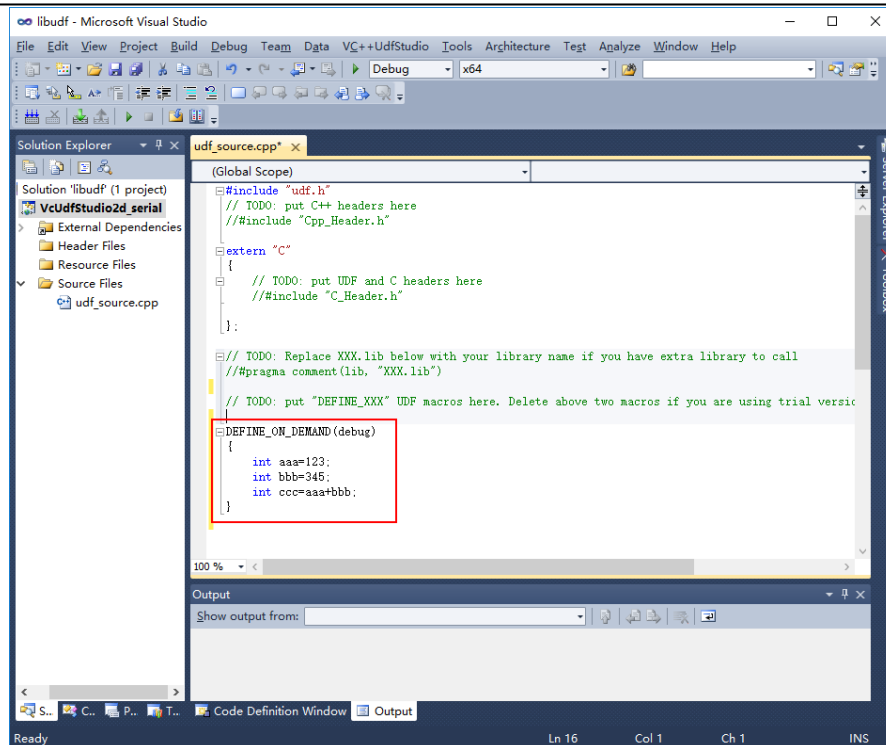 libudf - Microsoft Visual Studio
File Edit View Project Build Debug Team Data VC++UdfStudio Tools Architecture Test Analyze Window Help
Debug x64
Solution Explorer
udf_source.cpp*
(Global Scope)
Solution 'libudf' (1 project)
VcUdfStudio2d_serial
External Dependencies
Header Files
Resource Files
Source Files
udf_source.cpp
#include "udf.h"
// TODO: put C++ headers here
//#include "Cpp_Header.h"
extern "C"
{
// TODO: put UDF and C headers here
//#include "C_Header.h"
};
// TODO: Replace XXX.lib below with your library name if you have extra library to call
//#pragma comment(lib, "XXX.lib")
// TODO: put "DEFINE_XXX" UDF macros here. Delete above two macros if you are using trial versio
DEFINE_ON_DEMAND(debug)
{
int aaa=123;
int bbb=345;
int ccc=aaa+bbb;
}
100 %
Output
Show output from:
S... C... P... T...
Code Definition Window Output
Ready Ln 16 Col 1 Ch 1 INS
Server Explorer
Toolbox